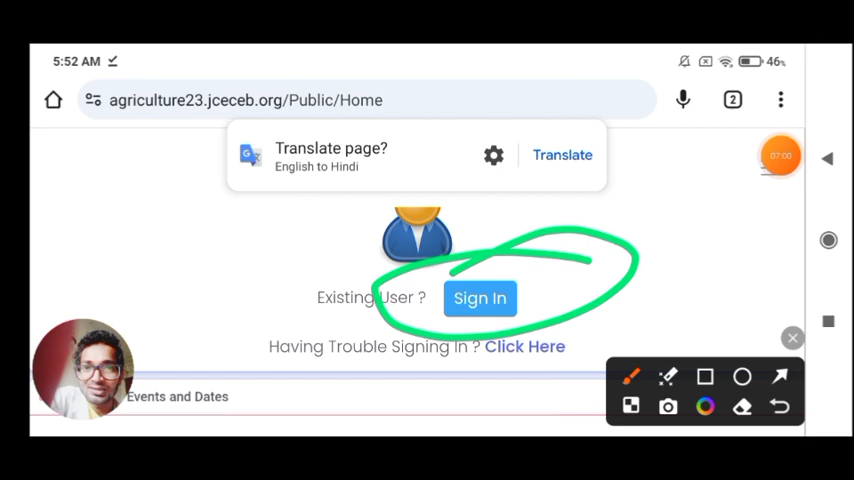 5:52 AM
46%
agriculture23.jceceb.org/Public/Home
2
Translate page?
English to Hindi
Translate
07:00
Existing User ?
Sign In
Having Trouble Signing In ? Click Here
Events and Dates